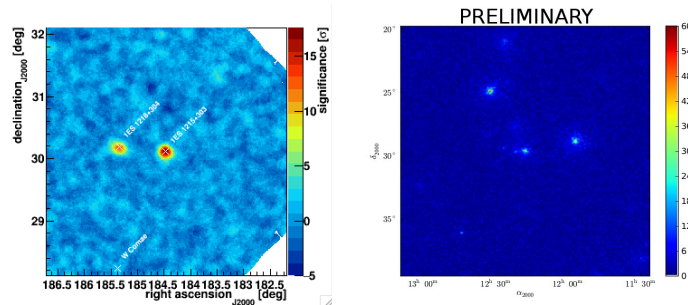 PRELIMINARY
declination J2000 [deg]
32
31
30
29
1ES 1218+304
1ES 1215+303
W Comae
186.5 186 185.5 185 184.5 184 183.5 183 182.5
right ascension J2000 [deg]
15
10
5
0
-5
significance [σ]
20°
25°
30°
35°
δ2000
13h 00m 12h 30m 12h 00m 11h 30m
α2000
60
54
48
42
36
30
24
18
12
6
0